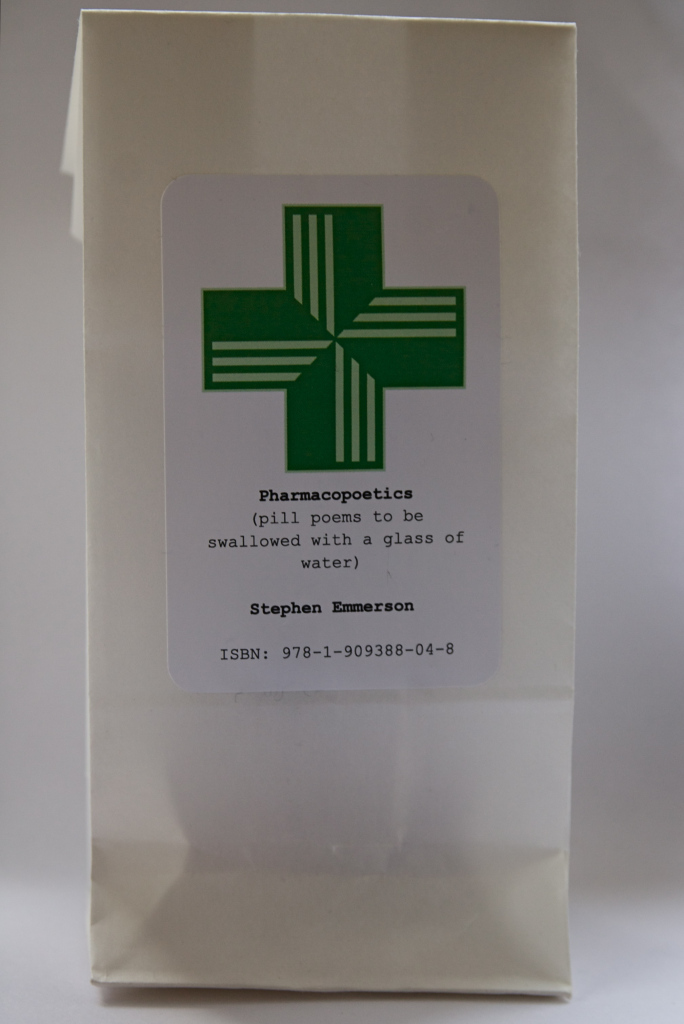 Pharmacopoetics
(pill poems to be
swallowed with a glass of
water)
Stephen Emmerson
ISBN: 978-1-909388-04-8